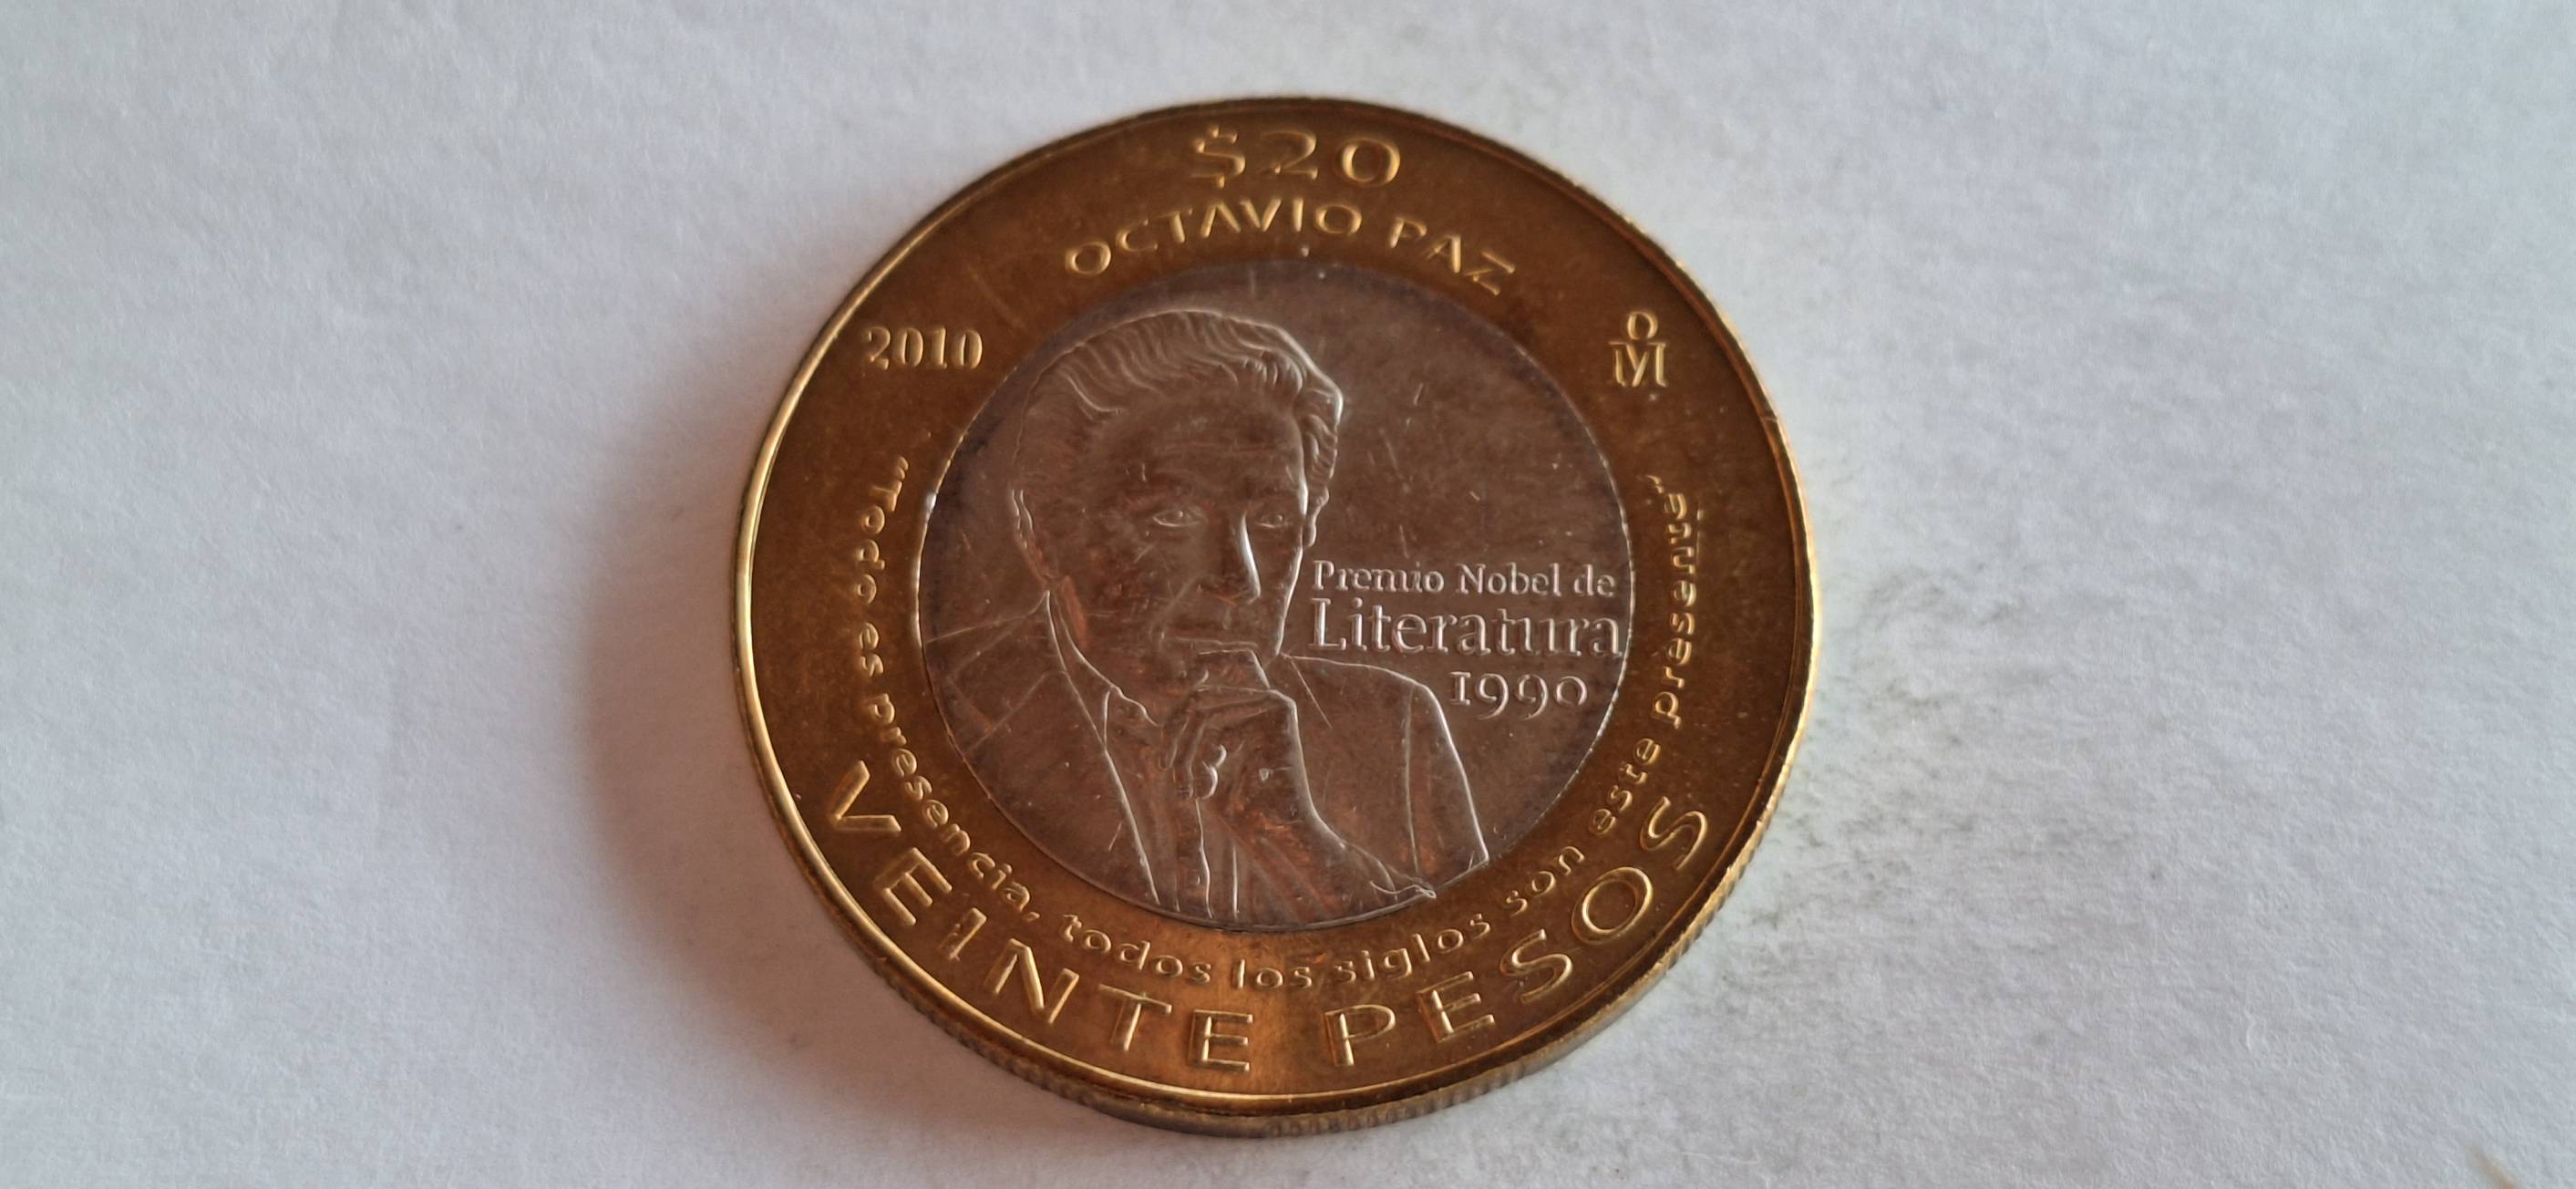 $20
OCTAVIO PAZ
2010
Mo
"Todo es presencia, todos los siglos son este presente"
Premio Nobel de
Literatura
1990
VEINTE PESOS